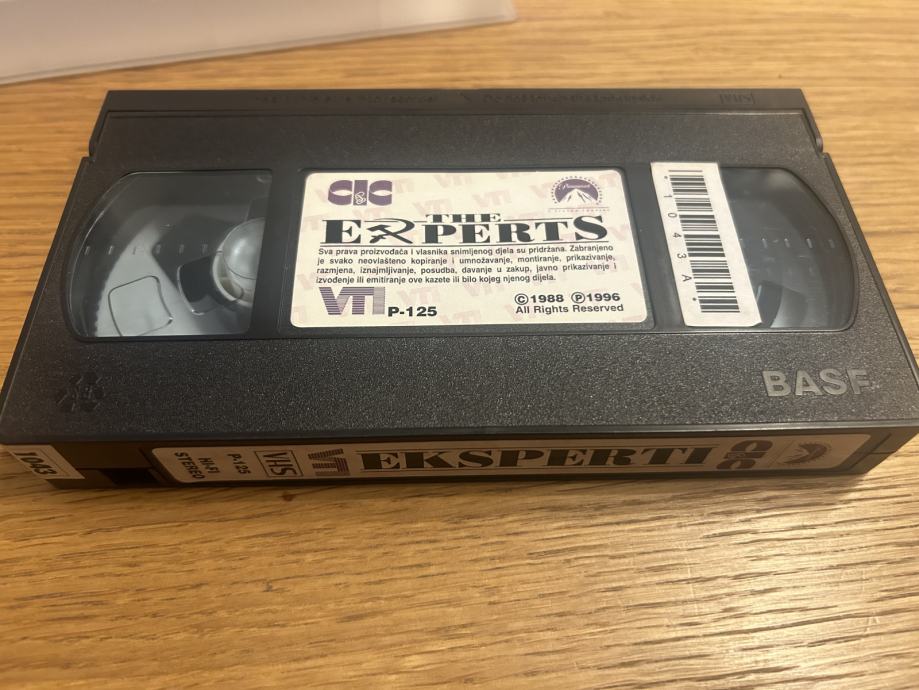 CIC
Paramount
THE
EXPERTS
Sva prava proizvođača i vlasnika snimljenog djela su pridržana. Zabranjeno
je svako neovlašteno kopiranje i umnožavanje, montiranje, prikazivanje,
razmjena, iznajmljivanje, posudba, davanje u zakup, javno prikazivanje i
izvođenje ili emitiranje ove kazete ili bilo kojeg njenog dijela.
VTI P-125
©1988 Ⓟ1996
All Rights Reserved
1043A
BASF
1043
HI-FI
STEREO
P-125
VHS
VTI
EKSPERTI
CIC